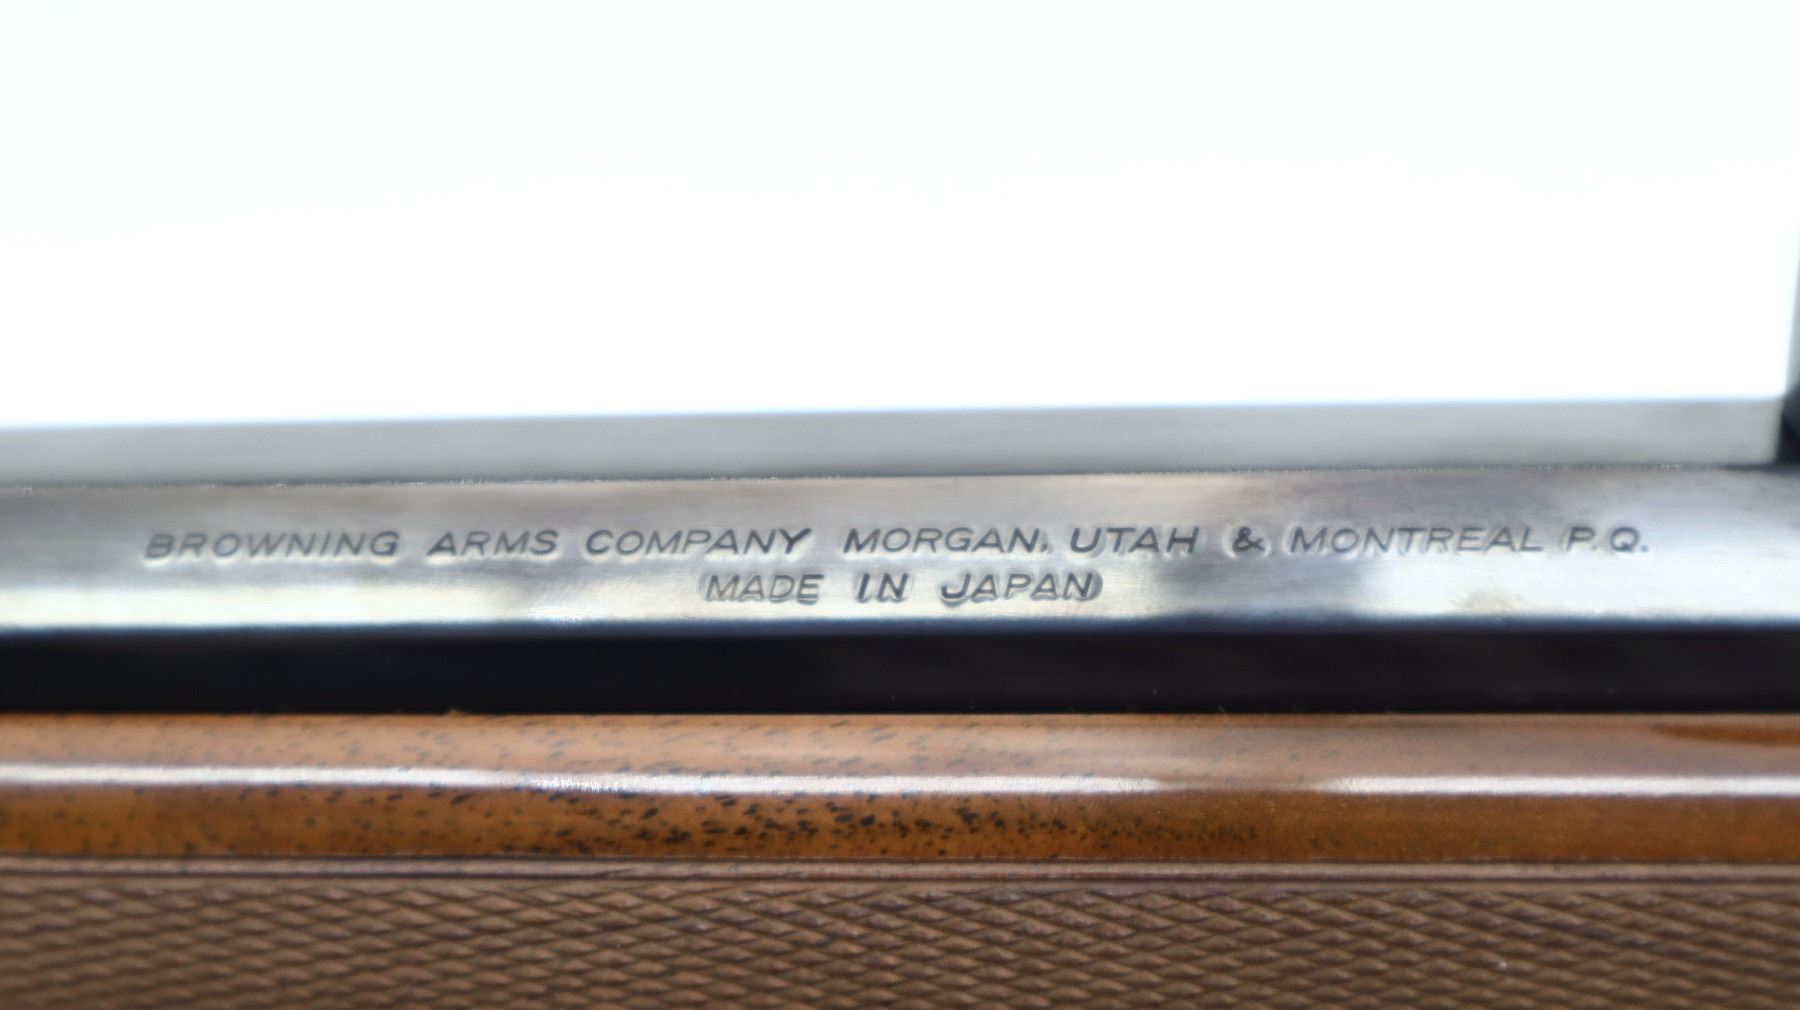 BROWNING ARMS COMPANY MORGAN, UTAH & MONTREAL P.Q.
MADE IN JAPAN